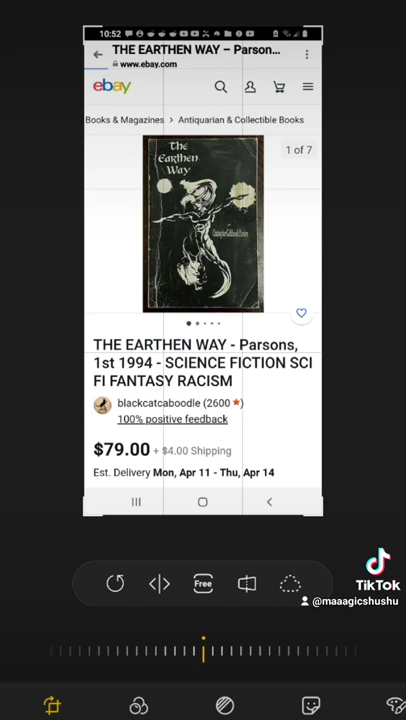 10:52
THE EARTHEN WAY – Parson...
www.ebay.com
ebay
Books & Magazines > Antiquarian & Collectible Books
The
Earthen
Way
1 of 7
THE EARTHEN WAY - Parsons,
1st 1994 - SCIENCE FICTION SCI
FI FANTASY RACISM
blackcatcaboodle (2600 ★)
100% positive feedback
$79.00 + $4.00 Shipping
Est. Delivery Mon, Apr 11 - Thu, Apr 14
Free
TikTok
@maaagicshushu